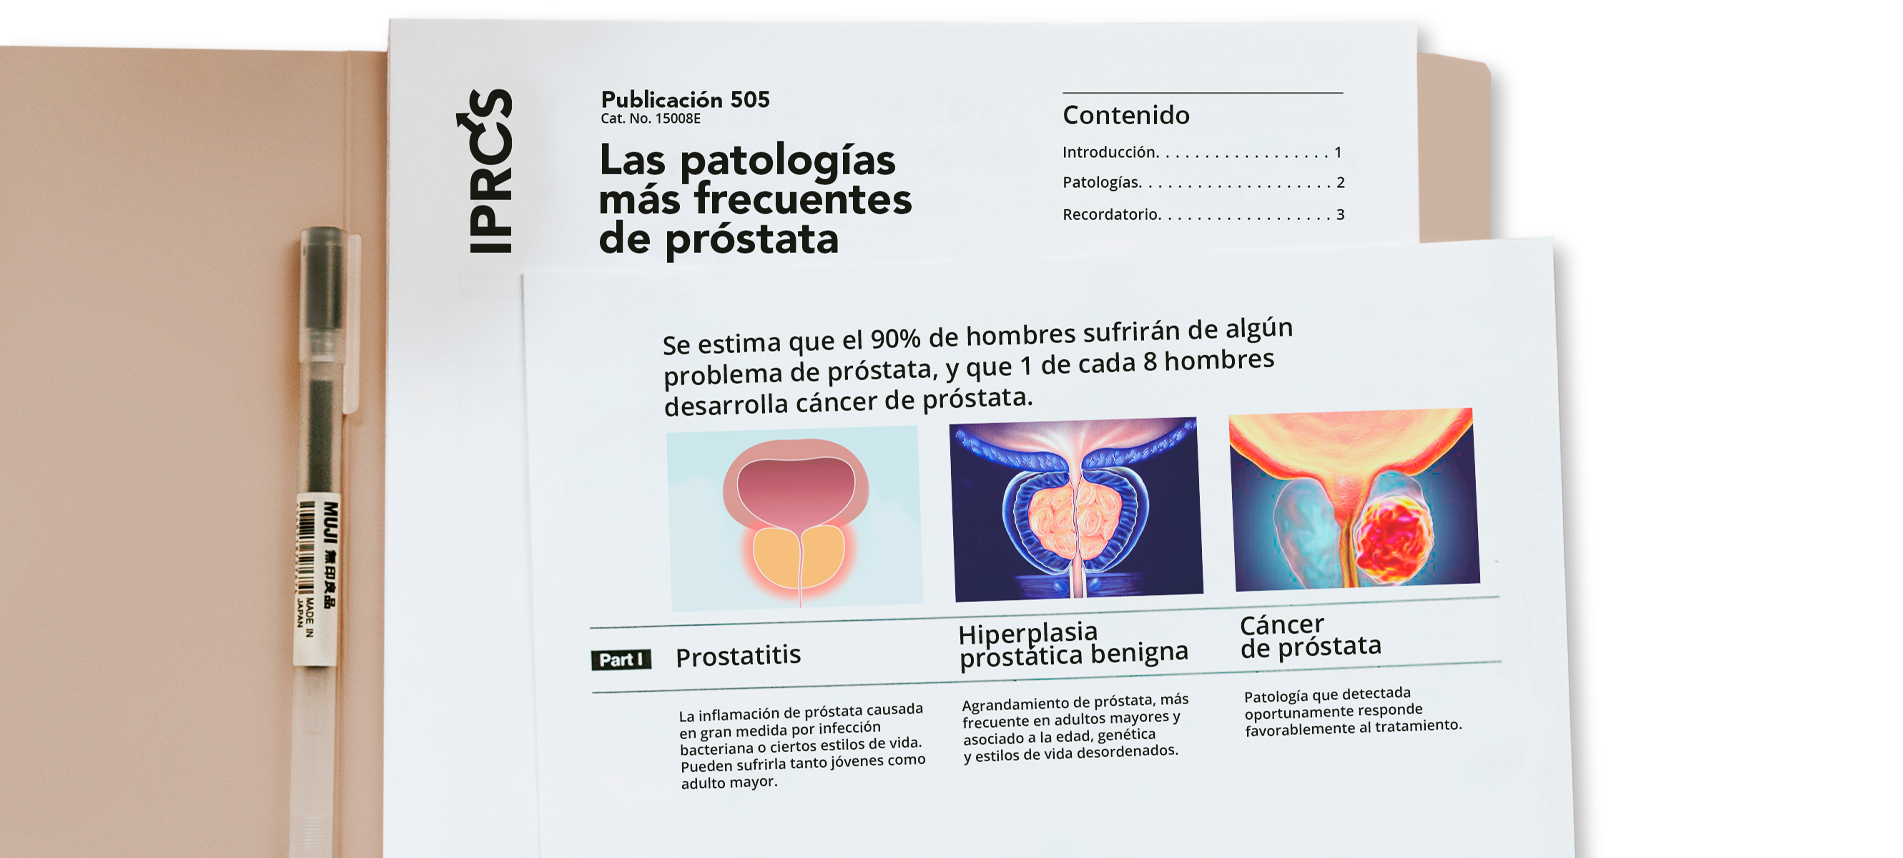 IPROS
Publicación 505
Cat. No. 15008E
Las patologías
más frecuentes
de próstata
Contenido
Introducción. . . . . . . . . . . . . . . . . . 1
Patologías. . . . . . . . . . . . . . . . . . . . 2
Recordatorio. . . . . . . . . . . . . . . . . . 3
Se estima que el 90% de hombres sufrirán de algún
problema de próstata, y que 1 de cada 8 hombres
desarrolla cáncer de próstata.
Part I
Prostatitis
Hiperplasia
prostática benigna
Cáncer
de próstata
La inflamación de próstata causada
en gran medida por infección
bacteriana o ciertos estilos de vida.
Pueden sufrirla tanto jóvenes como
adulto mayor.
Agrandamiento de próstata, más
frecuente en adultos mayores y
asociado a la edad, genética
y estilos de vida desordenados.
Patología que detectada
oportunamente responde
favorablemente al tratamiento.
MUJI 無印良品
MADE IN
JAPAN